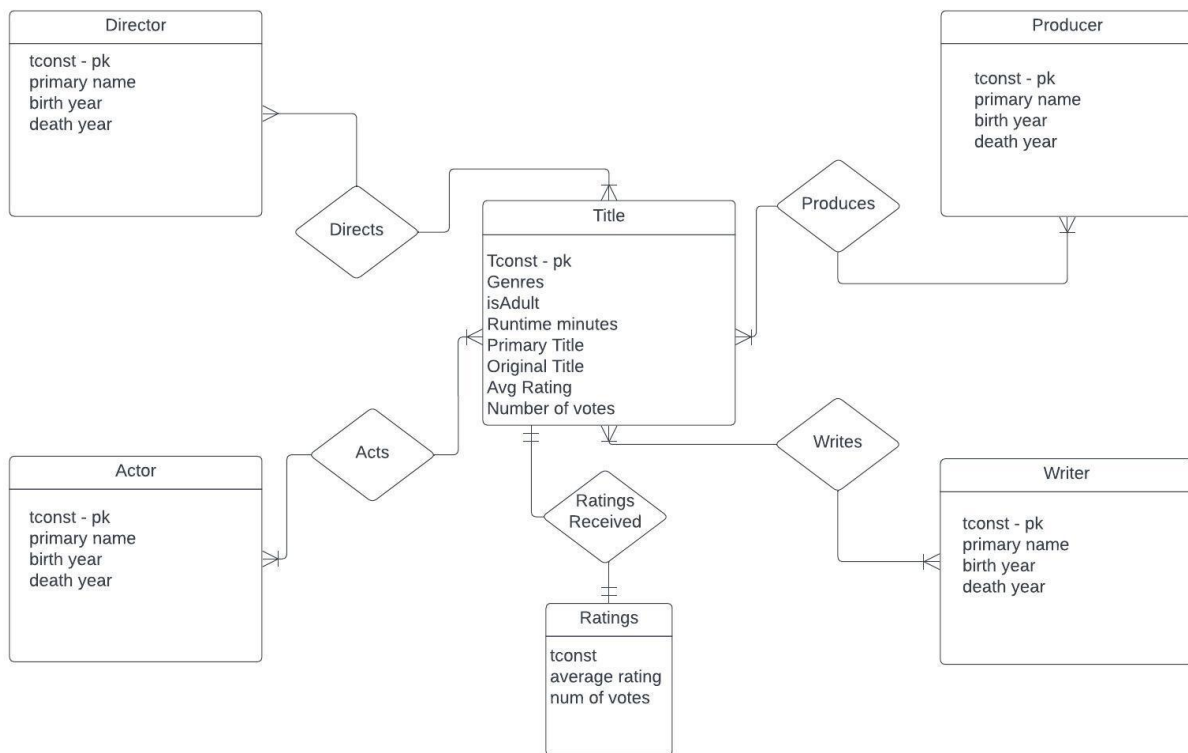 Director
tconst - pk
primary name
birth year
death year
Producer
tconst - pk
primary name
birth year
death year
Directs
Produces
Title
Tconst - pk
Genres
isAdult
Runtime minutes
Primary Title
Original Title
Avg Rating
Number of votes
Acts
Writes
Actor
tconst - pk
primary name
birth year
death year
Ratings
Received
Writer
tconst - pk
primary name
birth year
death year
Ratings
tconst
average rating
num of votes